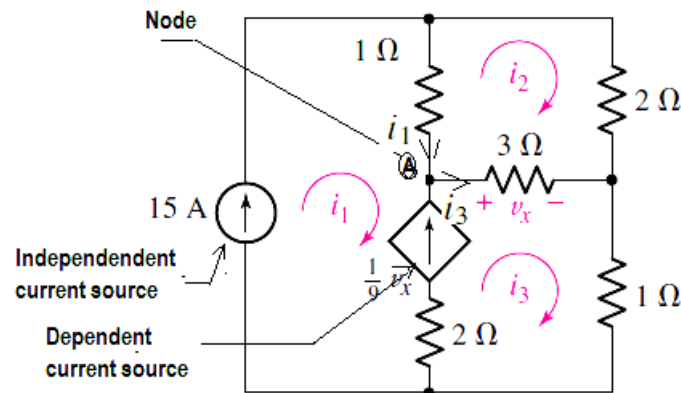 Node
1 Ω
i2
2 Ω
i1
3 Ω
A
+ vx −
15 A
i1
i3
Independendent
current source
1/9 vx
i3
1 Ω
Dependent
current source
2 Ω